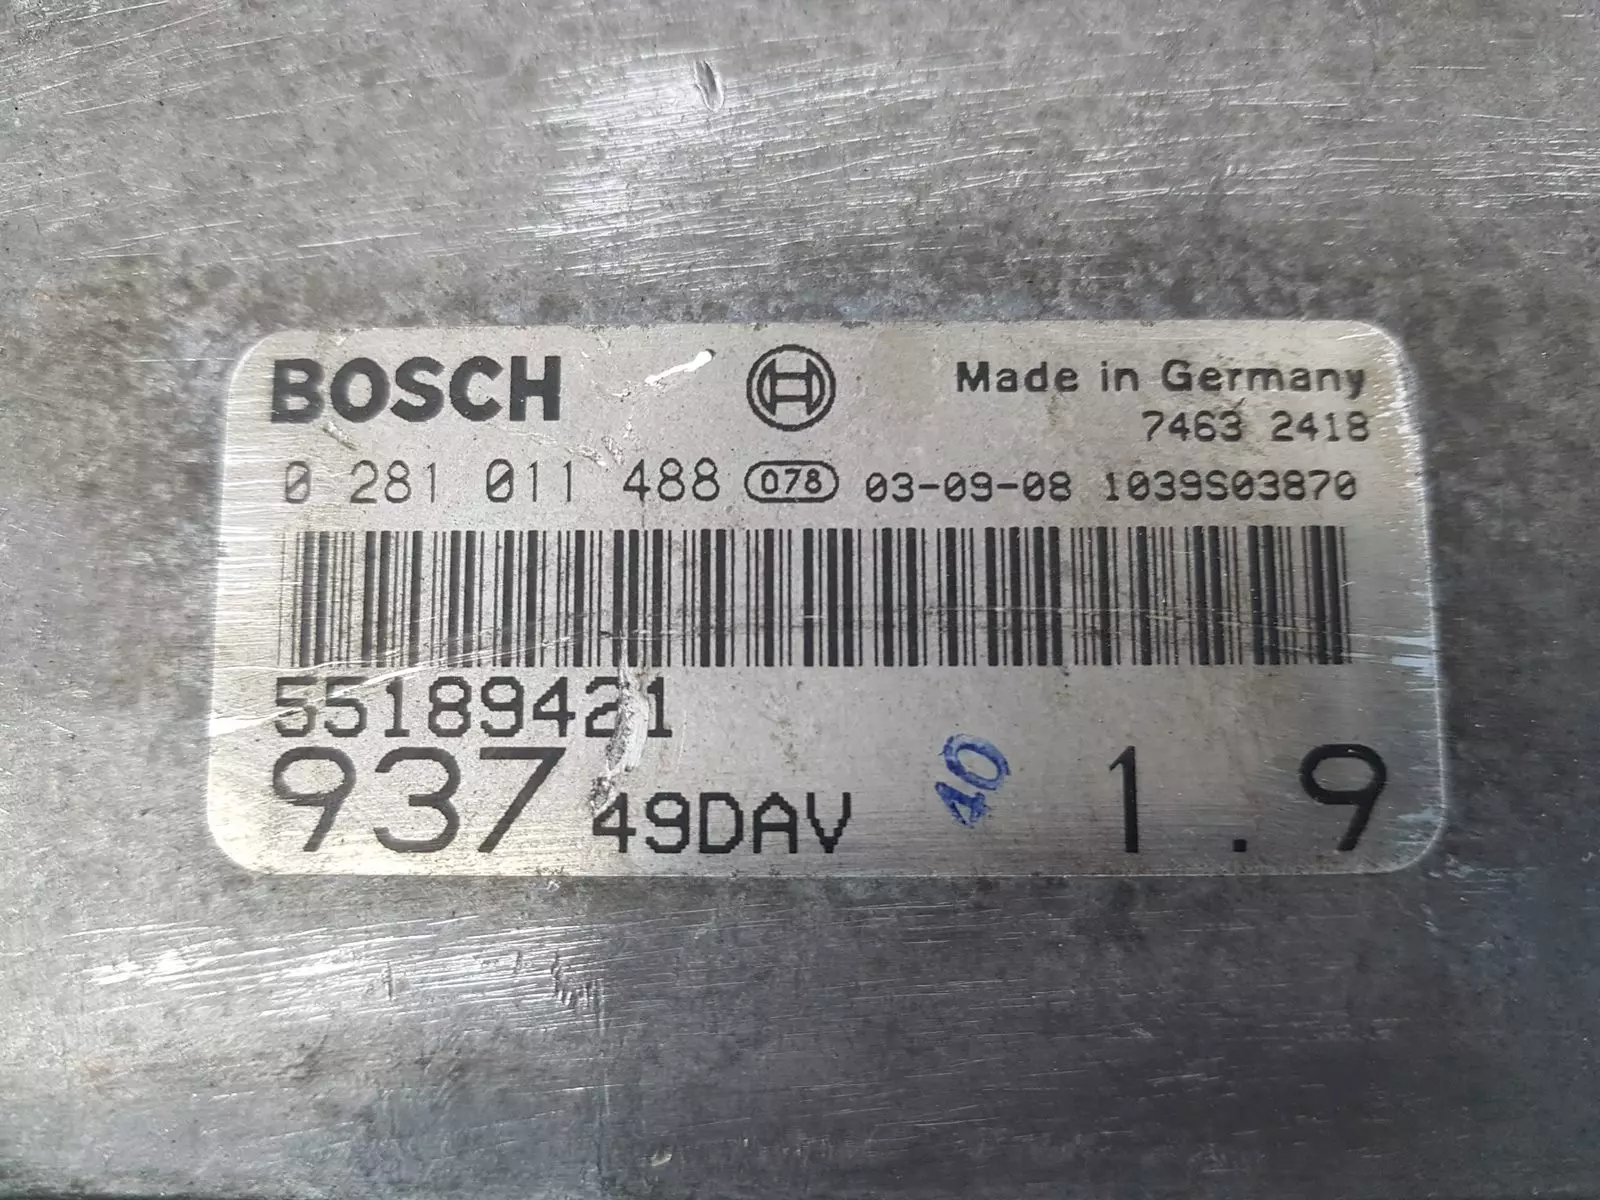 BOSCH Made in Germany
7463 2418
0 281 011 488 078 03-09-08 1039S03870
55189421
937 49DAV 40 1.9